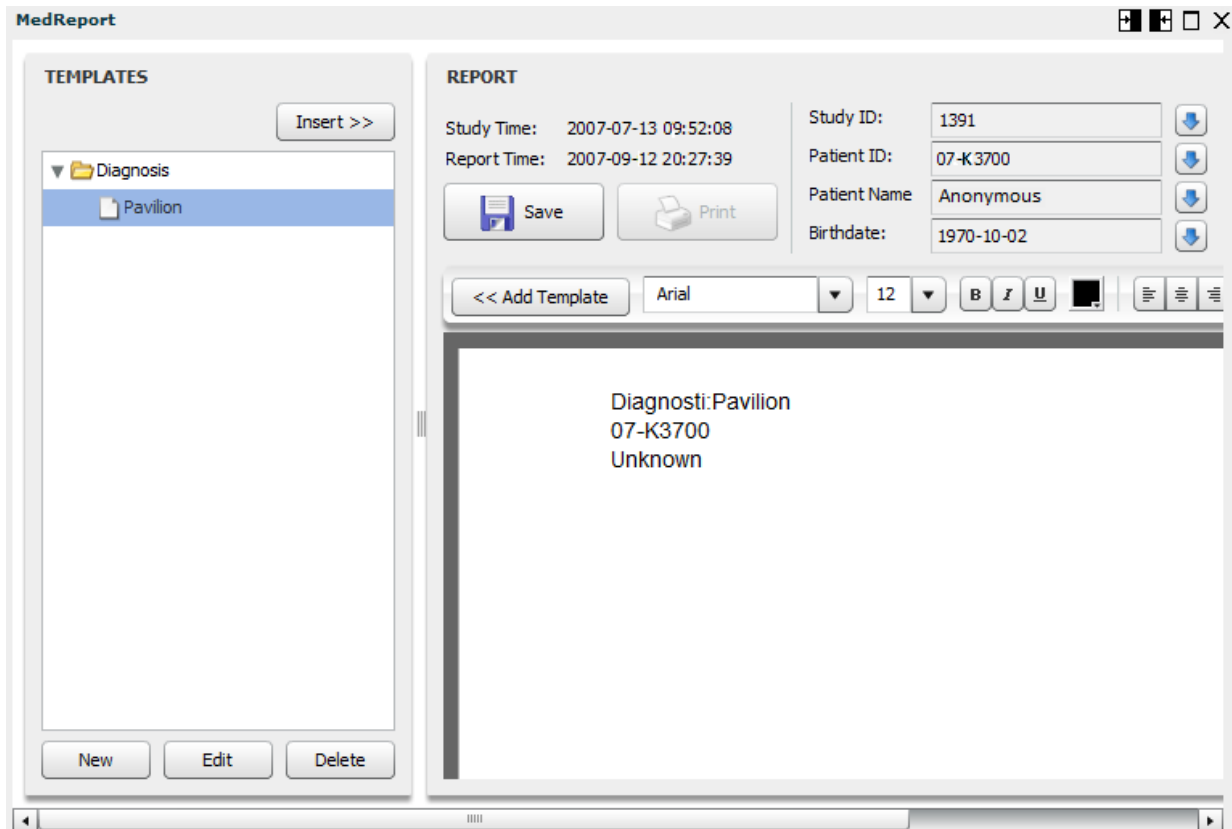 MedReport
TEMPLATES
Insert >>
Diagnosis
Pavilion
New
Edit
Delete
REPORT
Study Time: 2007-07-13 09:52:08
Report Time: 2007-09-12 20:27:39
Save
Print
Study ID: 1391
Patient ID: 07-K3700
Patient Name Anonymous
Birthdate: 1970-10-02
<< Add Template
Arial
12
B I U
Diagnosti:Pavilion
07-K3700
Unknown